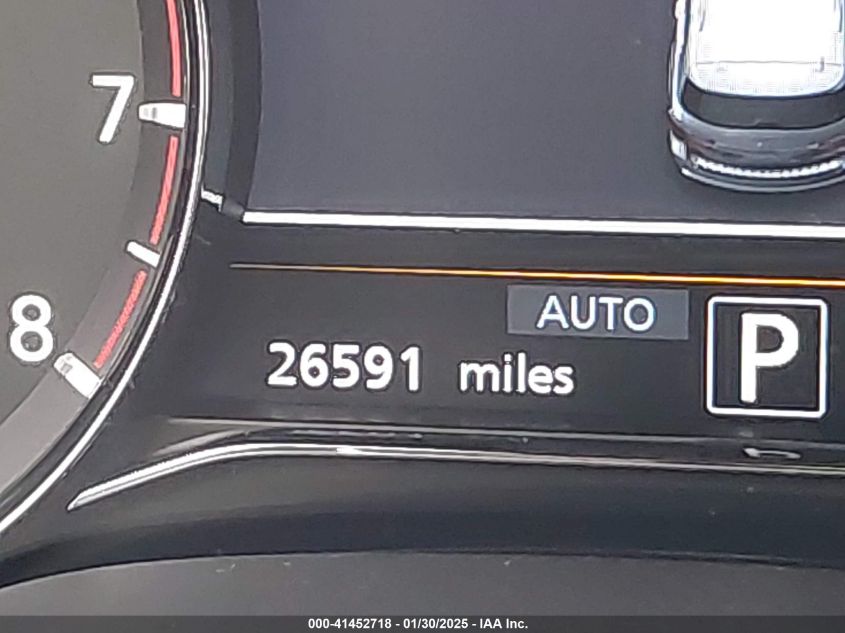 7
8
AUTO
26591 miles
P
000-41452718 - 01/30/2025 - IAA Inc.